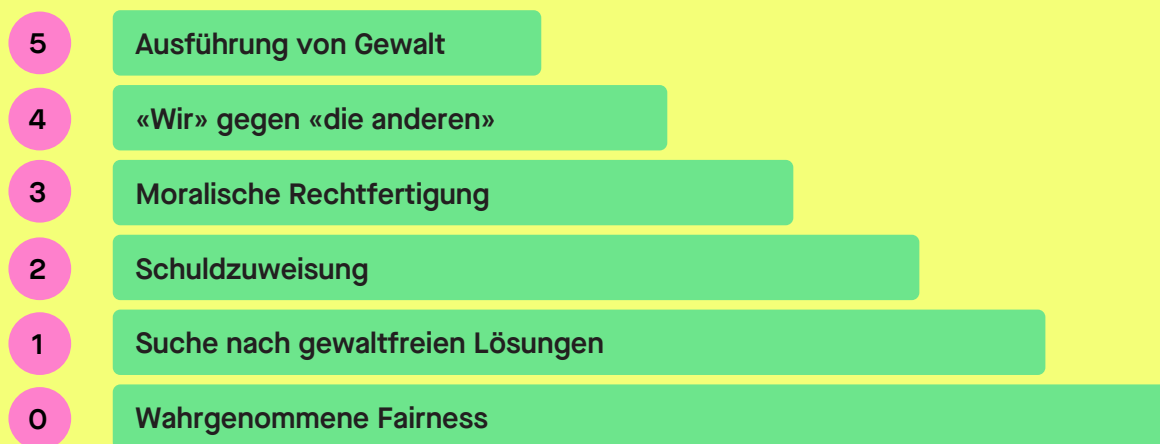 5 Ausführung von Gewalt
4 «Wir» gegen «die anderen»
3 Moralische Rechtfertigung
2 Schuldzuweisung
1 Suche nach gewaltfreien Lösungen
0 Wahrgenommene Fairness